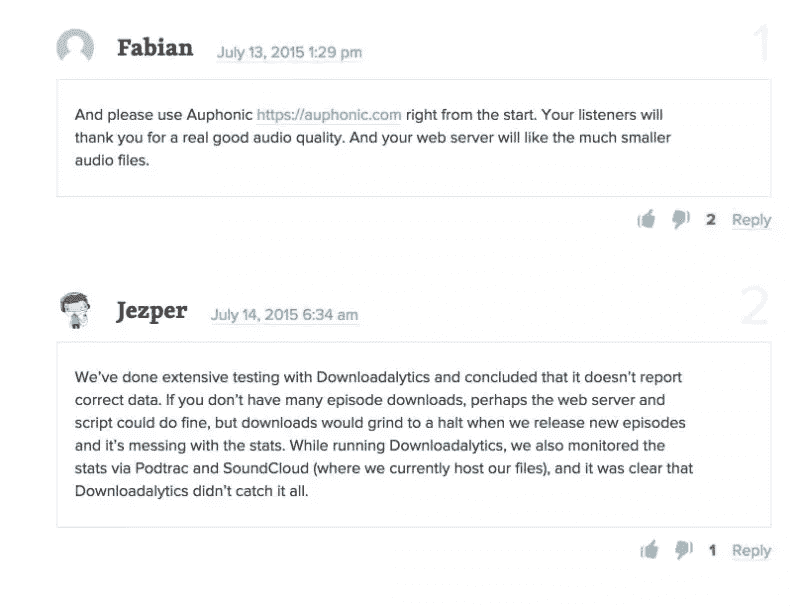 Fabian July 13, 2015 1:29 pm 1
And please use Auphonic https://auphonic.com right from the start. Your listeners will
thank you for a real good audio quality. And your web server will like the much smaller
audio files.
2 Reply
Jezper July 14, 2015 6:34 am 2
We've done extensive testing with Downloadalytics and concluded that it doesn't report
correct data. If you don't have many episode downloads, perhaps the web server and
script could do fine, but downloads would grind to a halt when we release new episodes
and it's messing with the stats. While running Downloadalytics, we also monitored the
stats via Podtrac and SoundCloud (where we currently host our files), and it was clear that
Downloadalytics didn't catch it all.
1 Reply